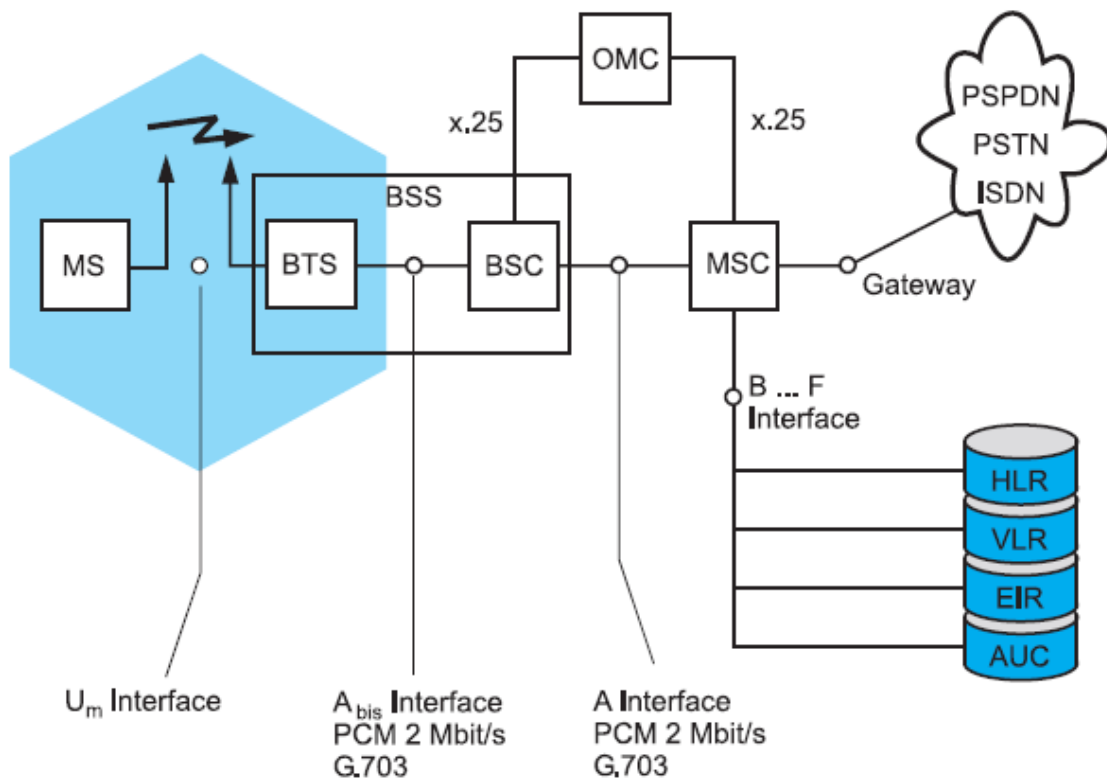 OMC
x.25
x.25
PSPDN
PSTN
ISDN
BSS
MS
BTS
BSC
MSC
Gateway
B ... F
Interface
HLR
VLR
EIR
AUC
Um Interface
Abis Interface
PCM 2 Mbit/s
G.703
A Interface
PCM 2 Mbit/s
G.703